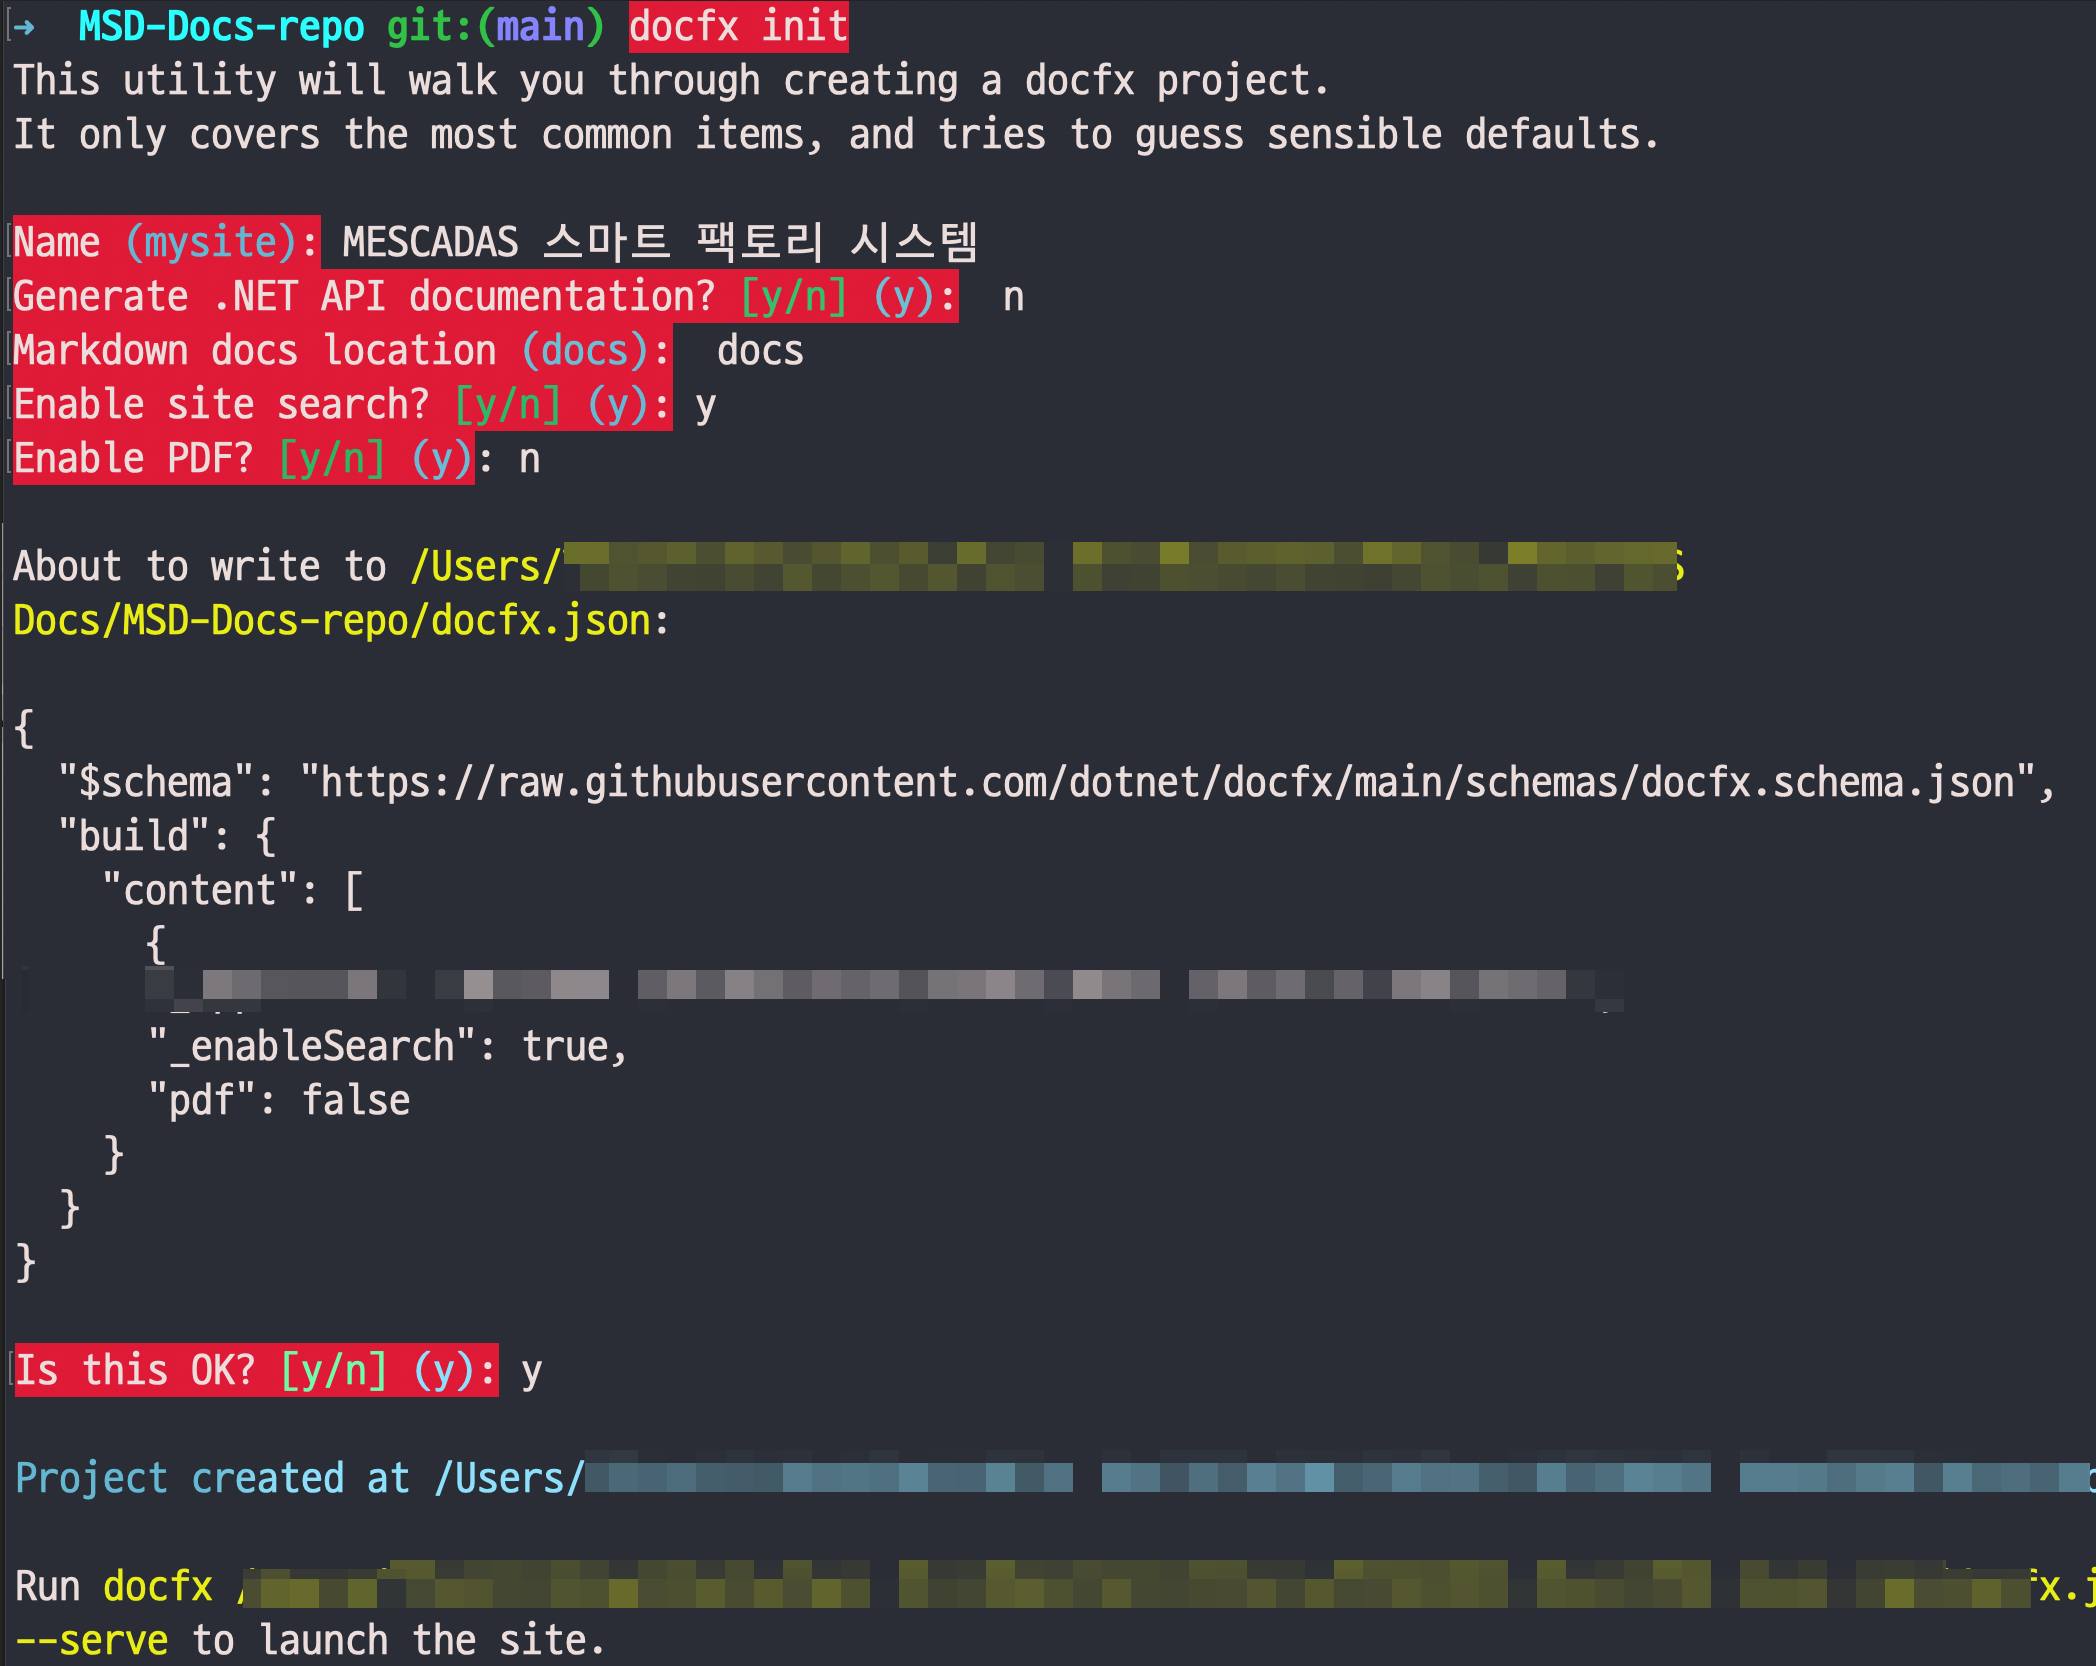 ➜ MSD-Docs-repo git:(main) docfx init
This utility will walk you through creating a docfx project.
It only covers the most common items, and tries to guess sensible defaults.
Name (mysite): MESCADAS 스마트 팩토리 시스템
Generate .NET API documentation? [y/n] (y):  n
Markdown docs location (docs):  docs
Enable site search? [y/n] (y): y
Enable PDF? [y/n] (y): n
About to write to /Users/
Docs/MSD-Docs-repo/docfx.json:
{
"$schema": "https://raw.githubusercontent.com/dotnet/docfx/main/schemas/docfx.schema.json",
"build": {
"content": [
{
"_enableSearch": true,
"pdf": false
}
}
}
Is this OK? [y/n] (y): y
Project created at /Users/
Run docfx /
--serve to launch the site.